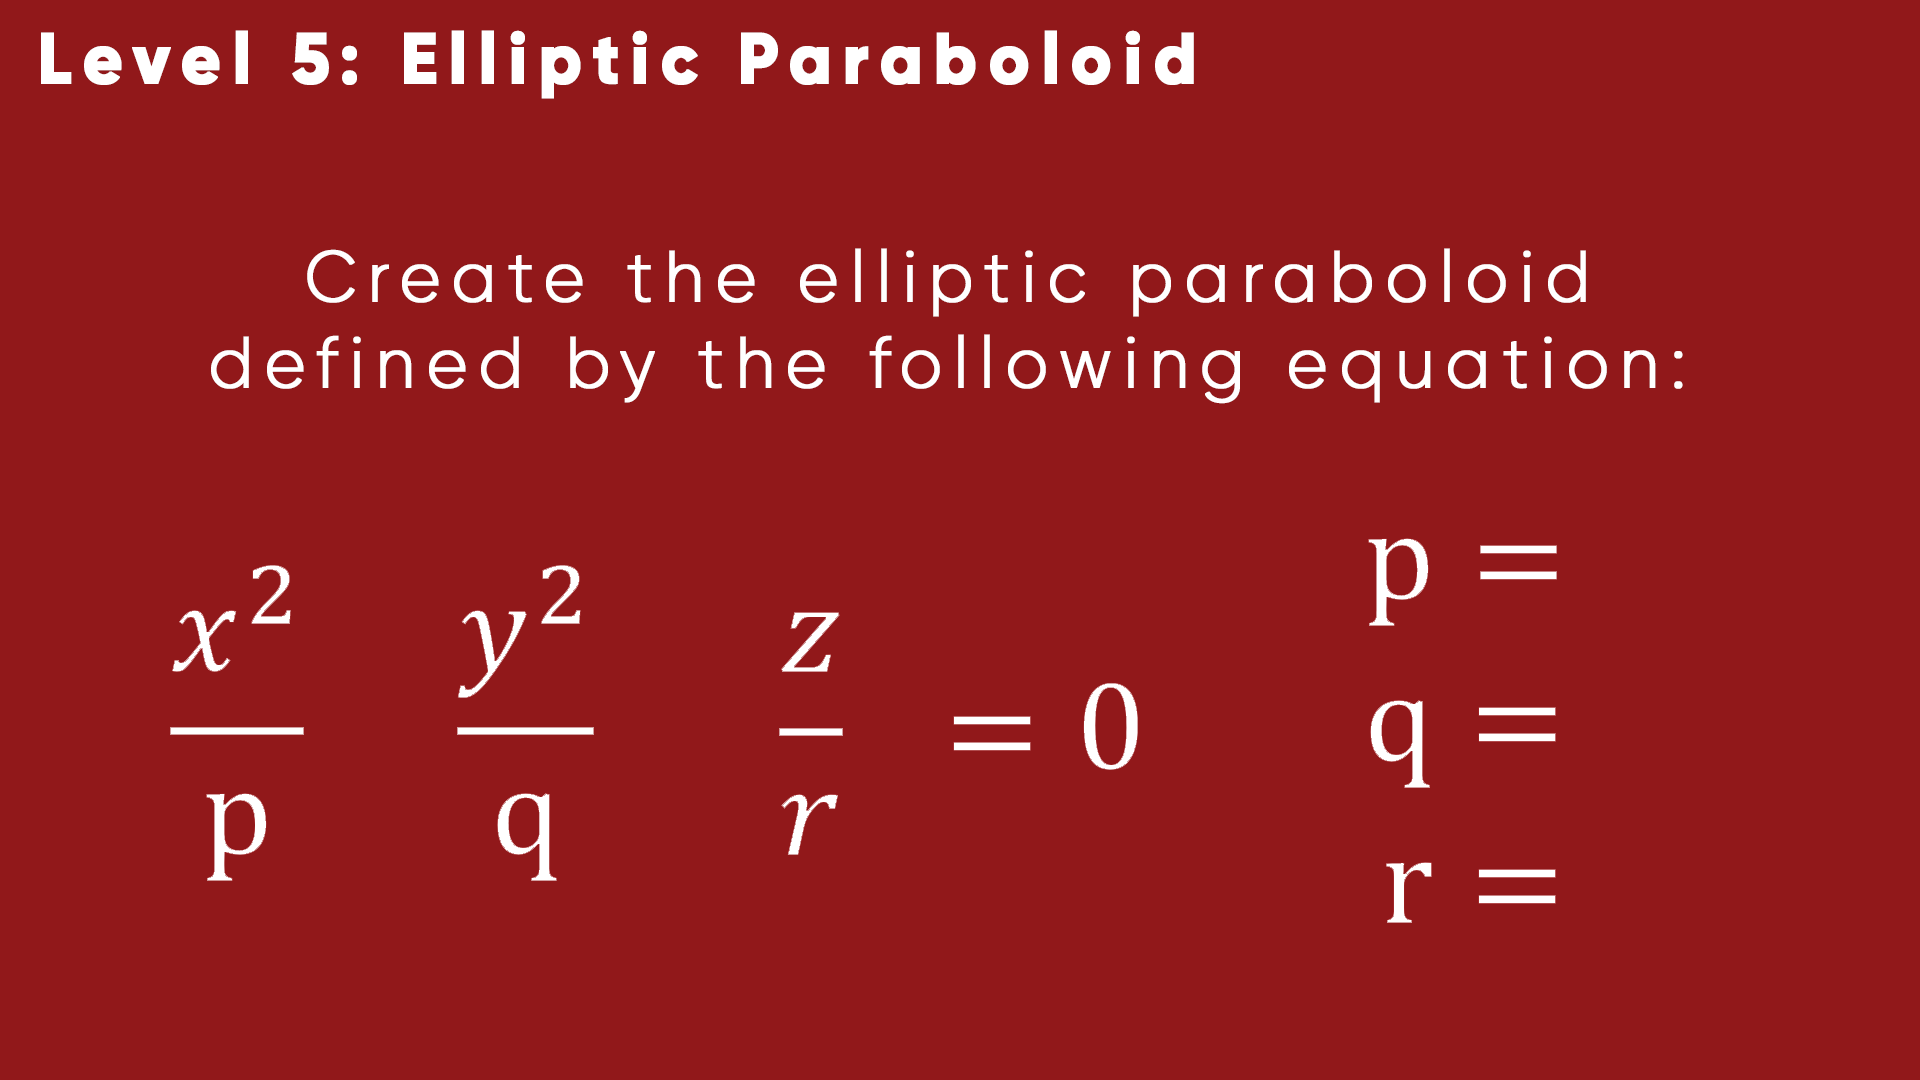 Level 5: Elliptic Paraboloid
Create the elliptic paraboloid
defined by the following equation:
x²/p y²/q z/r = 0
p =
q =
r =